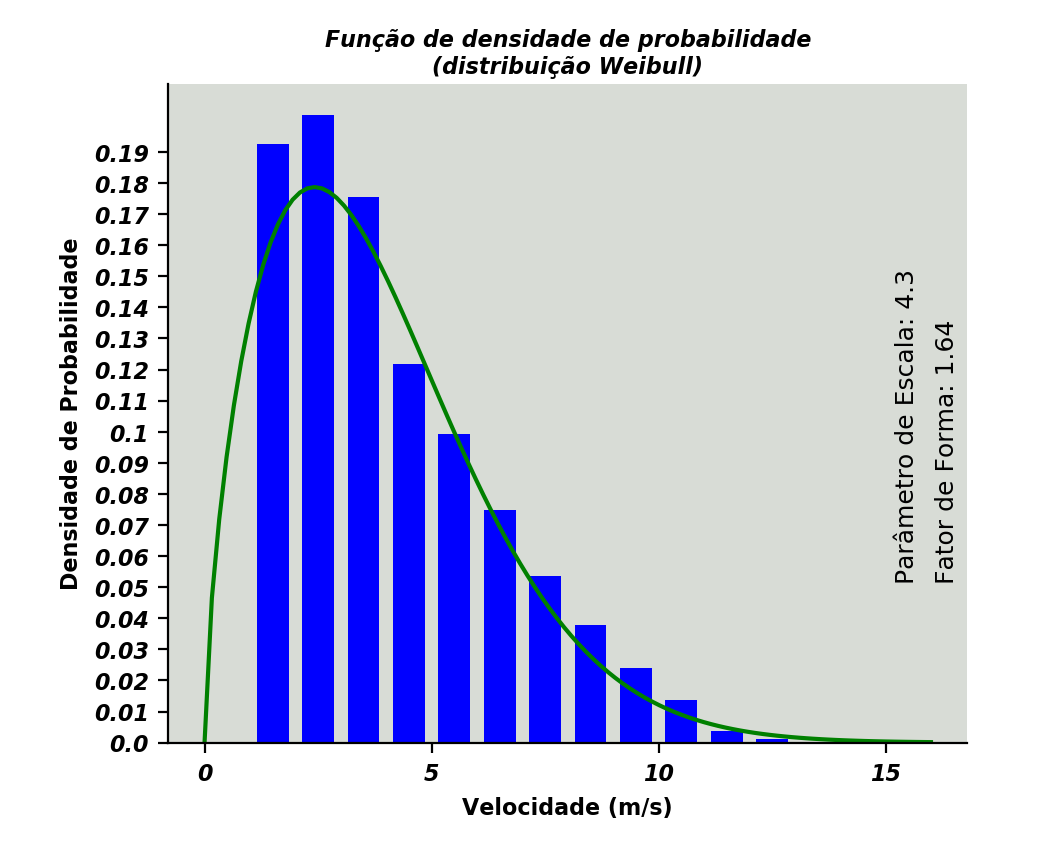 Função de densidade de probabilidade
(distribuição Weibull)
Densidade de Probabilidade
0.19
0.18
0.17
0.16
0.15
0.14
0.13
0.12
0.11
0.1
0.09
0.08
0.07
0.06
0.05
0.04
0.03
0.02
0.01
0.0
Parâmetro de Escala: 4.3
Fator de Forma: 1.64
0 5 10 15
Velocidade (m/s)